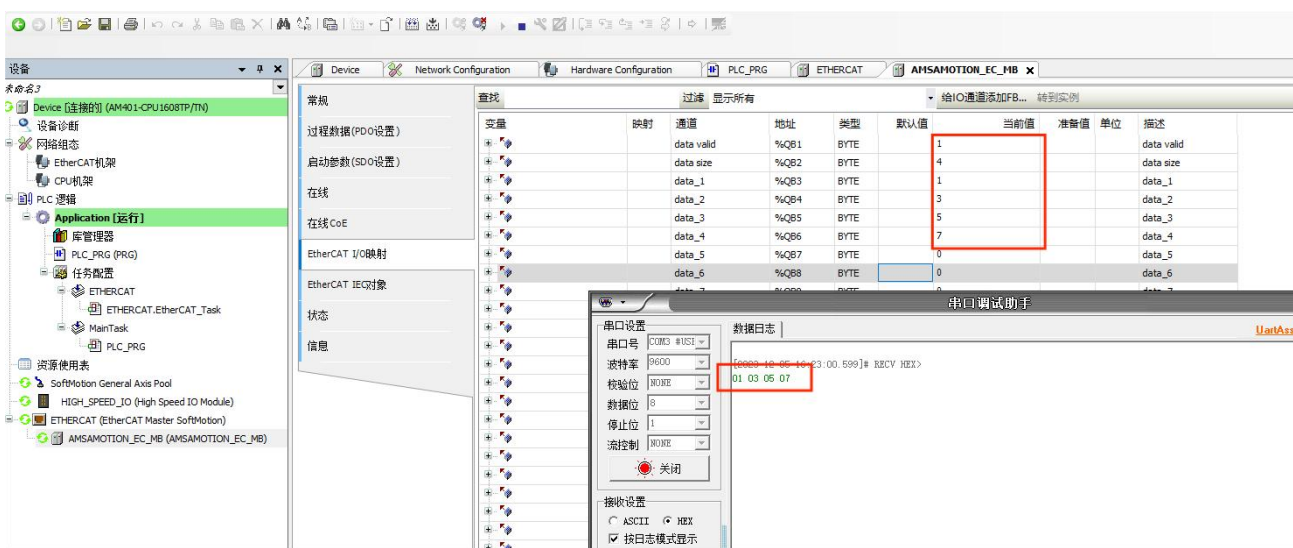 设备
未命名3
Device [连接的] (AM401-CPU1608TP/TN)
设备诊断
网络组态
EtherCAT机架
CPU机架
PLC 逻辑
Application [运行]
库管理器
PLC_PRG (PRG)
任务配置
ETHERCAT
ETHERCAT.EtherCAT_Task
MainTask
PLC_PRG
资源使用表
SoftMotion General Axis Pool
HIGH_SPEED_IO (High Speed IO Module)
ETHERCAT (EtherCAT Master SoftMotion)
AMSAMOTION_EC_MB (AMSAMOTION_EC_MB)
Device Network Configuration Hardware Configuration PLC_PRG ETHERCAT AMSAMOTION_EC_MB
常规
过程数据(PDO设置)
启动参数(SDO设置)
在线
在线CoE
EtherCAT I/O映射
EtherCAT IEC对象
状态
信息
查找 过滤 显示所有 给IO通道添加FB... 转到实例
变量 映射 通道 地址 类型 默认值 当前值 准备值 单位 描述
data valid %QB1 BYTE 1 data valid
data size %QB2 BYTE 4 data size
data_1 %QB3 BYTE 1 data_1
data_2 %QB4 BYTE 3 data_2
data_3 %QB5 BYTE 5 data_3
data_4 %QB6 BYTE 7 data_4
data_5 %QB7 BYTE 0 data_5
data_6 %QB8 BYTE 0 data_6
串口调试助手
串口设置
串口号 COM3 #USI
波特率 9600
校验位 NONE
数据位 8
停止位 1
流控制 NONE
关闭
接收设置
ASCII HEX
按日志模式显示
数据日志
UartAss
[2023-12-05 16:23:00.599]# RECV HEX>
01 03 05 07